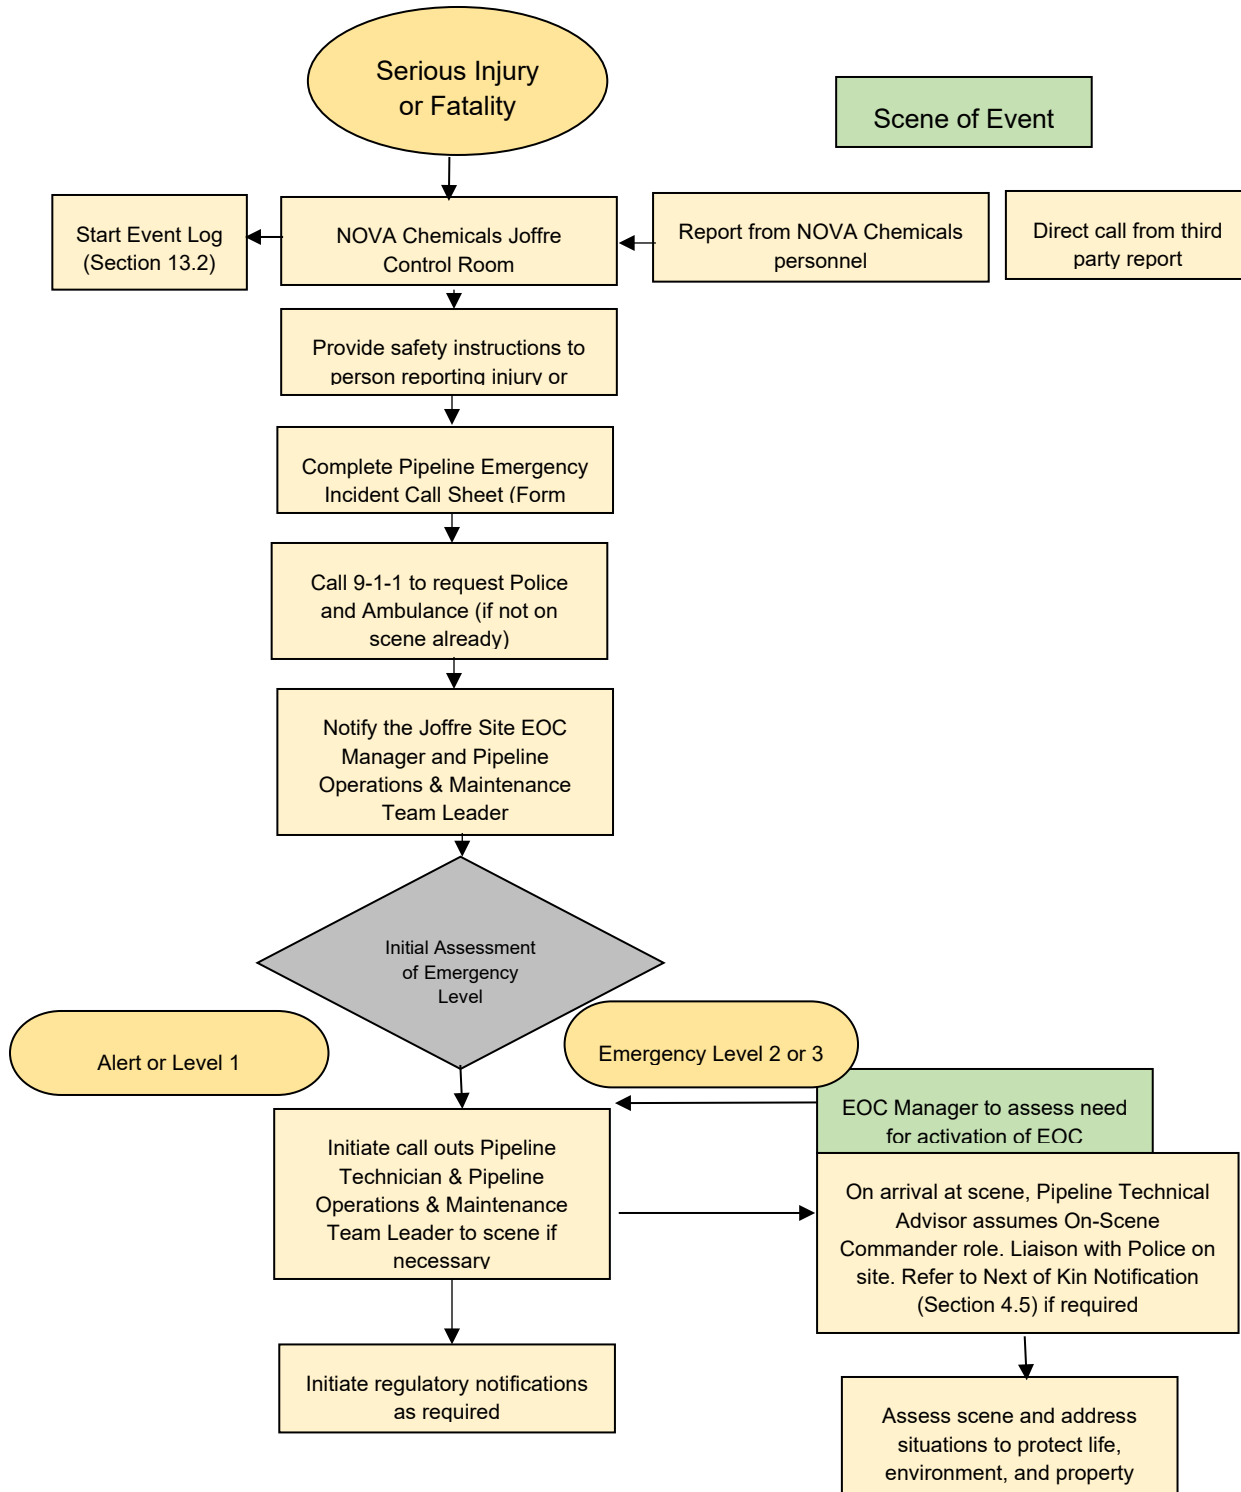 Serious Injury
or Fatality
Scene of Event
Start Event Log
(Section 13.2)
NOVA Chemicals Joffre
Control Room
Report from NOVA Chemicals
personnel
Direct call from third
party report
Provide safety instructions to
person reporting injury or
Complete Pipeline Emergency
Incident Call Sheet (Form
Call 9-1-1 to request Police
and Ambulance (if not on
scene already)
Notify the Joffre Site EOC
Manager and Pipeline
Operations & Maintenance
Team Leader
Initial Assessment
of Emergency
Level
Alert or Level 1
Emergency Level 2 or 3
EOC Manager to assess need
for activation of EOC
Initiate call outs Pipeline
Technician & Pipeline
Operations & Maintenance
Team Leader to scene if
necessary
On arrival at scene, Pipeline Technical
Advisor assumes On-Scene
Commander role. Liaison with Police on
site. Refer to Next of Kin Notification
(Section 4.5) if required
Initiate regulatory notifications
as required
Assess scene and address
situations to protect life,
environment, and property